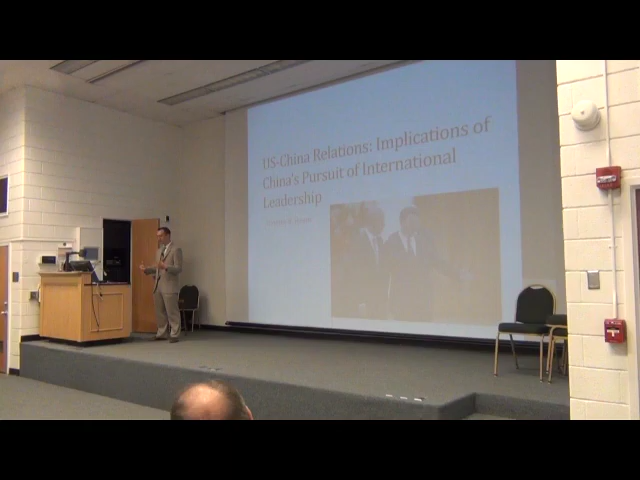 US-China Relations: Implications of
China's Pursuit of International
Leadership